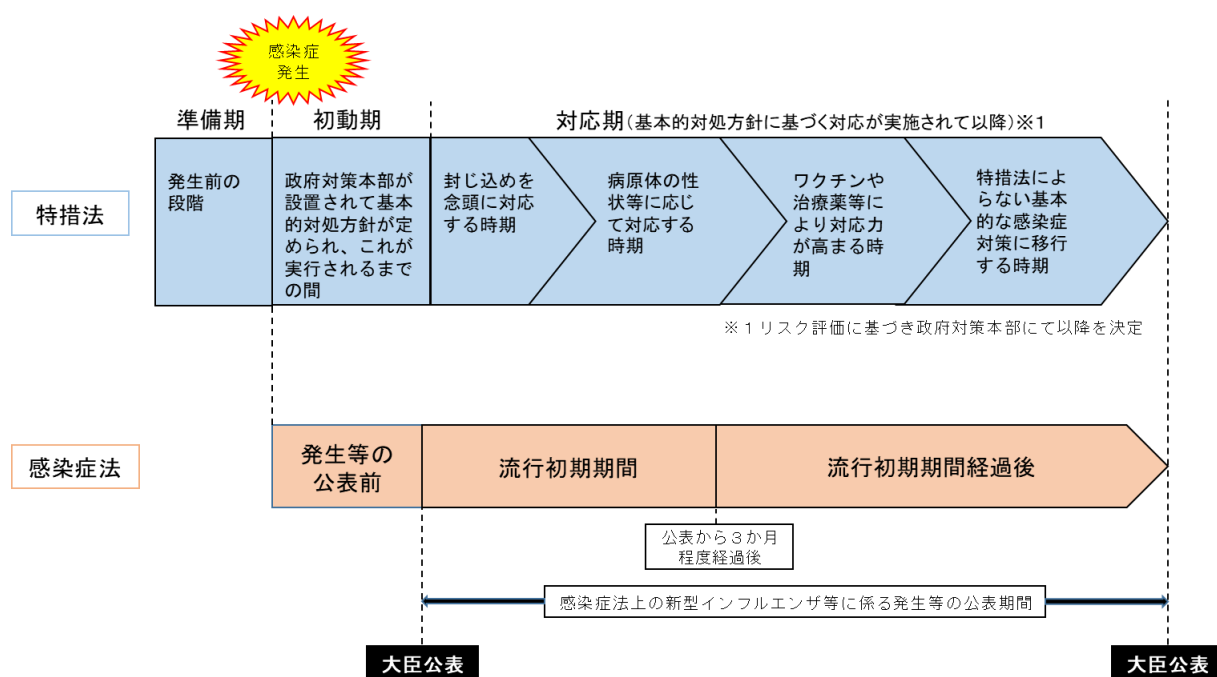 感染症
発生
準備期
初動期
対応期（基本的対処方針に基づく対応が実施されて以降）※1
特措法
発生前の
段階
政府対策本部が
設置されて基本
的対処方針が定
められ、これが
実行されるまで
の間
封じ込めを
念頭に対応
する時期
病原体の性
状等に応じ
て対応する
時期
ワクチンや
治療薬等に
より対応力
が高まる時
期
特措法によ
らない基本
的な感染症
対策に移行
する時期
※１リスク評価に基づき政府対策本部にて以降を決定
感染症法
発生等の
公表前
流行初期期間
流行初期期間経過後
公表から３か月
程度経過後
感染症法上の新型インフルエンザ等に係る発生等の公表期間
大臣公表
大臣公表